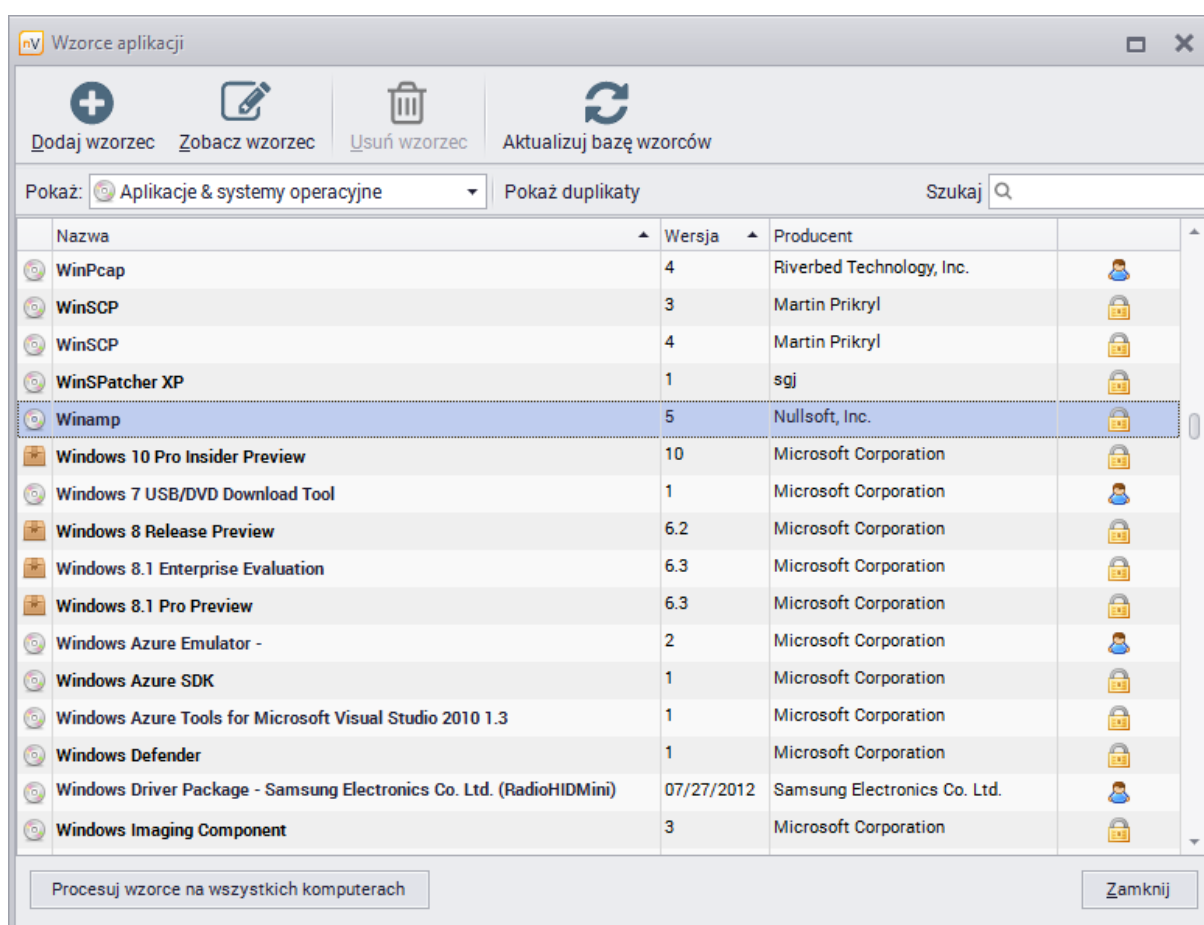 nV Wzorce aplikacji
Dodaj wzorzec Zobacz wzorzec Usuń wzorzec Aktualizuj bazę wzorców
Pokaż: Aplikacje & systemy operacyjne Pokaż duplikaty Szukaj
Nazwa Wersja Producent
WinPcap 4 Riverbed Technology, Inc.
WinSCP 3 Martin Prikryl
WinSCP 4 Martin Prikryl
WinSPatcher XP 1 sgj
Winamp 5 Nullsoft, Inc.
Windows 10 Pro Insider Preview 10 Microsoft Corporation
Windows 7 USB/DVD Download Tool 1 Microsoft Corporation
Windows 8 Release Preview 6.2 Microsoft Corporation
Windows 8.1 Enterprise Evaluation 6.3 Microsoft Corporation
Windows 8.1 Pro Preview 6.3 Microsoft Corporation
Windows Azure Emulator - 2 Microsoft Corporation
Windows Azure SDK 1 Microsoft Corporation
Windows Azure Tools for Microsoft Visual Studio 2010 1.3 1 Microsoft Corporation
Windows Defender 1 Microsoft Corporation
Windows Driver Package - Samsung Electronics Co. Ltd. (RadioHIDMini) 07/27/2012 Samsung Electronics Co. Ltd.
Windows Imaging Component 3 Microsoft Corporation
Procesuj wzorce na wszystkich komputerach Zamknij